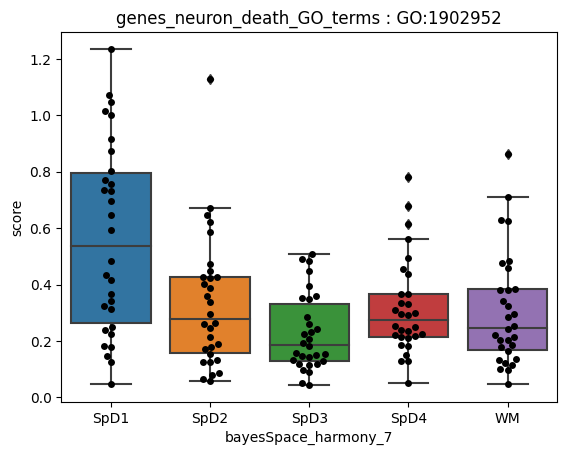 genes_neuron_death_GO_terms : GO:1902952
score
1.2
1.0
0.8
0.6
0.4
0.2
0.0
SpD1 SpD2 SpD3 SpD4 WM
bayesSpace_harmony_7